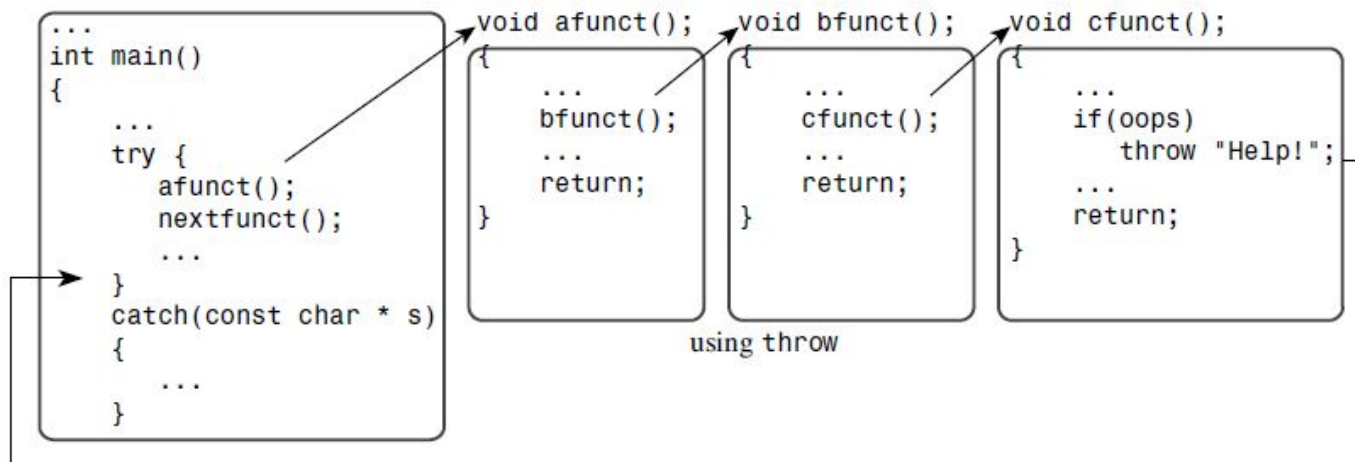 ...
int main()
{
...
try {
afunct();
nextfunct();
...
}
catch(const char * s)
{
...
}
void afunct();
{
...
bfunct();
...
return;
}
void bfunct();
{
...
cfunct();
...
return;
}
void cfunct();
{
...
if(oops)
throw "Help!";
...
return;
}
using throw